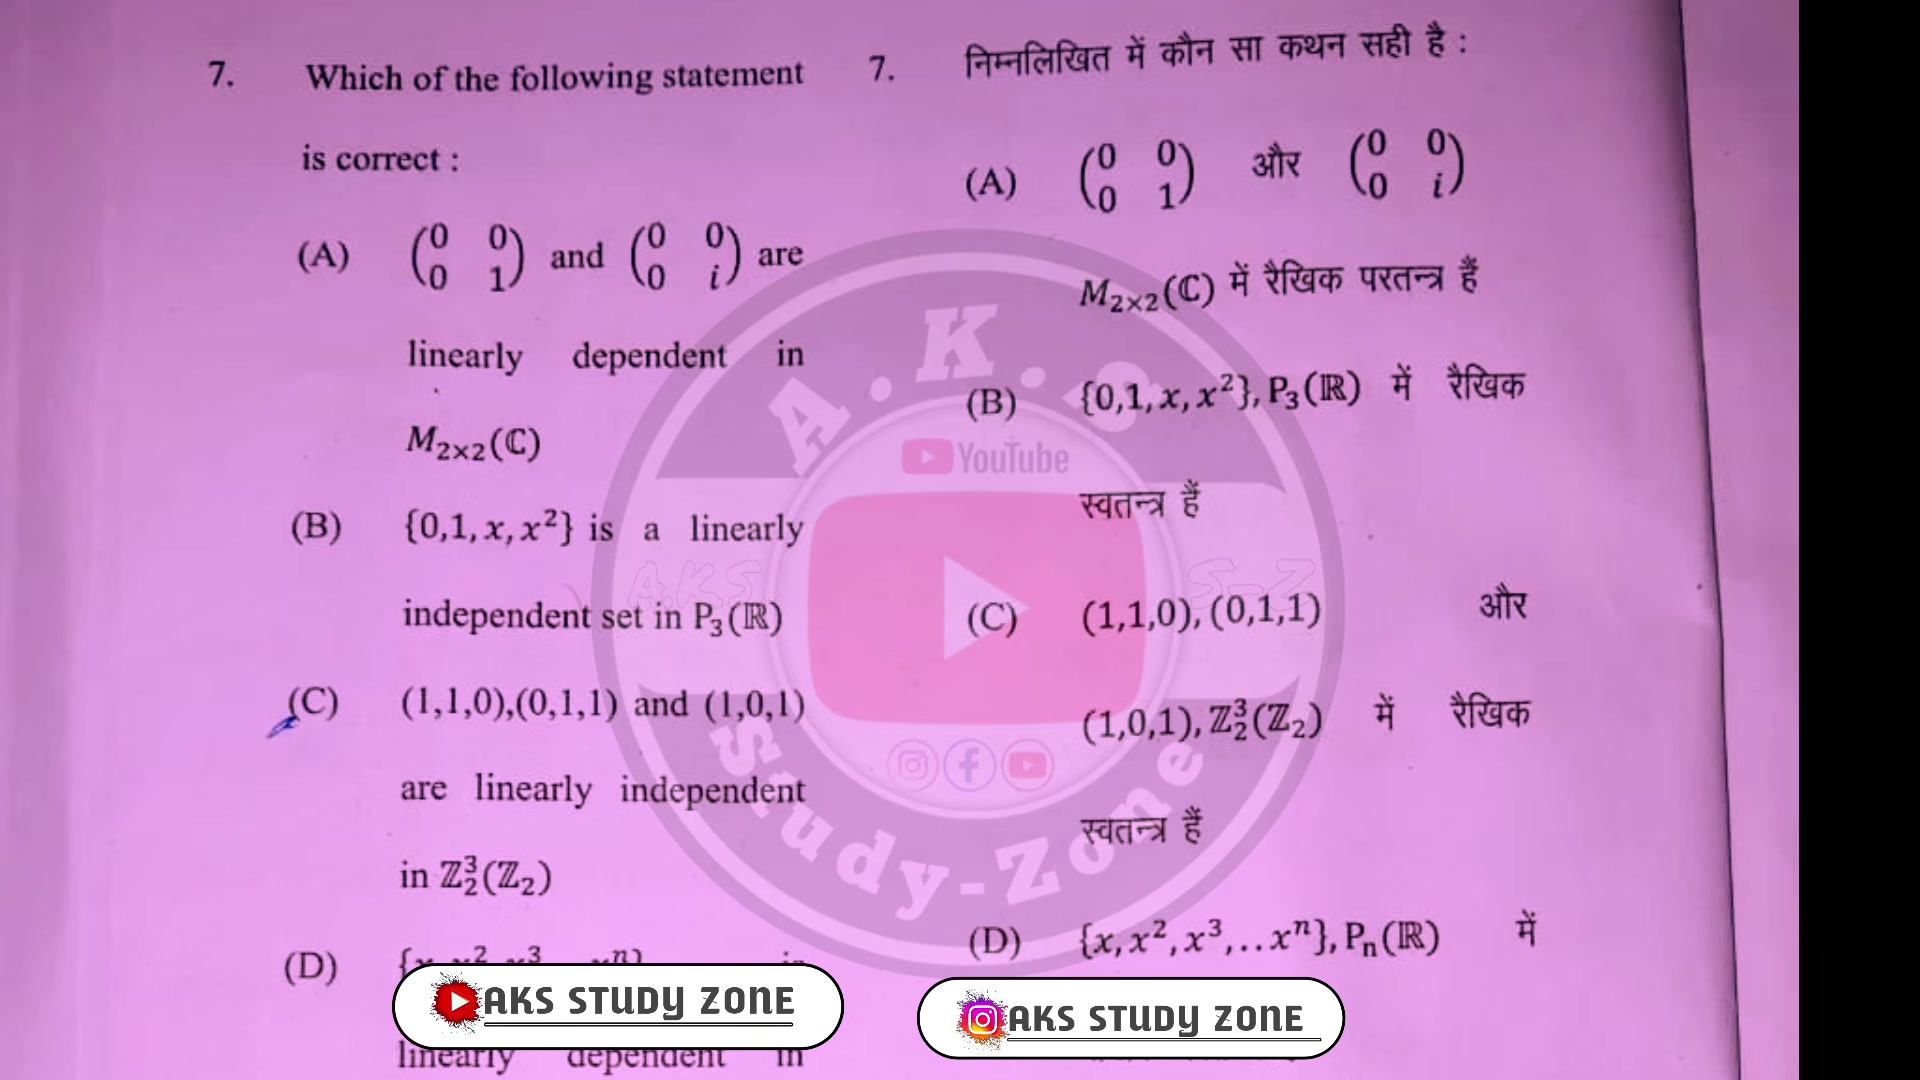 7. Which of the following statement
is correct :
(A) (0 0 0 1) and (0 0 0 i) are
linearly dependent in
M₂ₓ₂(ℂ)
(B) {0,1, x, x²} is a linearly
independent set in P₃(ℝ)
(C) (1,1,0),(0,1,1) and (1,0,1)
are linearly independent
in ℤ₂³(ℤ₂)
(D)
linearly dependent in
7. निम्नलिखित में कौन सा कथन सही है :
(A) (0 0 0 1) और (0 0 0 i)
M₂ₓ₂(ℂ) में रैखिक परतन्त्र हैं
(B) {0,1, x, x²}, P₃(ℝ) में रैखिक
स्वतन्त्र हैं
(C) (1,1,0), (0,1,1) और
(1,0,1), ℤ₂³(ℤ₂) में रैखिक
स्वतन्त्र हैं
(D) {x, x², x³, . . xⁿ}, Pₙ(ℝ) में
A.K.S
YouTube
A.K.S S-Z
Study-Zone
AKS STUDY ZONE
AKS STUDY ZONE